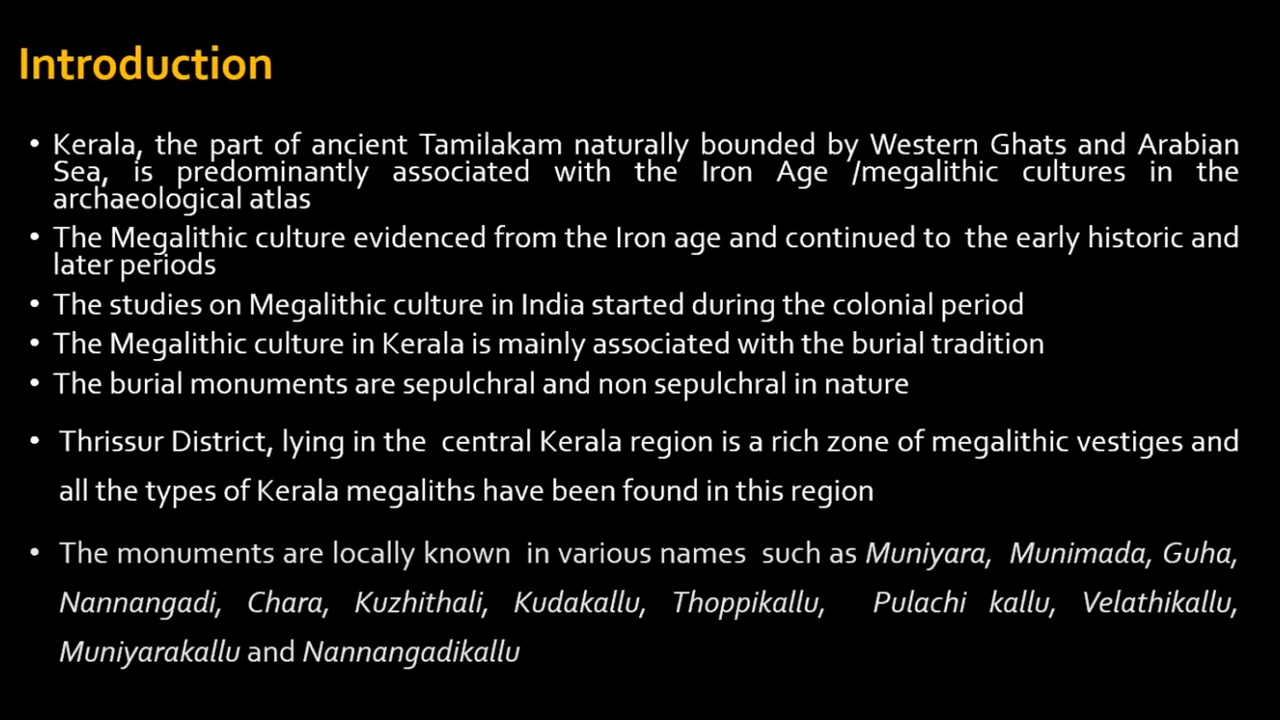 Introduction
• Kerala, the part of ancient Tamilakam naturally bounded by Western Ghats and Arabian
Sea, is predominantly associated with the Iron Age /megalithic cultures in the
archaeological atlas
• The Megalithic culture evidenced from the Iron age and continued to the early historic and
later periods
• The studies on Megalithic culture in India started during the colonial period
• The Megalithic culture in Kerala is mainly associated with the burial tradition
• The burial monuments are sepulchral and non sepulchral in nature
• Thrissur District, lying in the central Kerala region is a rich zone of megalithic vestiges and
all the types of Kerala megaliths have been found in this region
• The monuments are locally known in various names such as Muniyara, Munimada, Guha,
Nannangadi, Chara, Kuzhithali, Kudakallu, Thoppikallu, Pulachi kallu, Velathikallu,
Muniyarakallu and Nannangadikallu